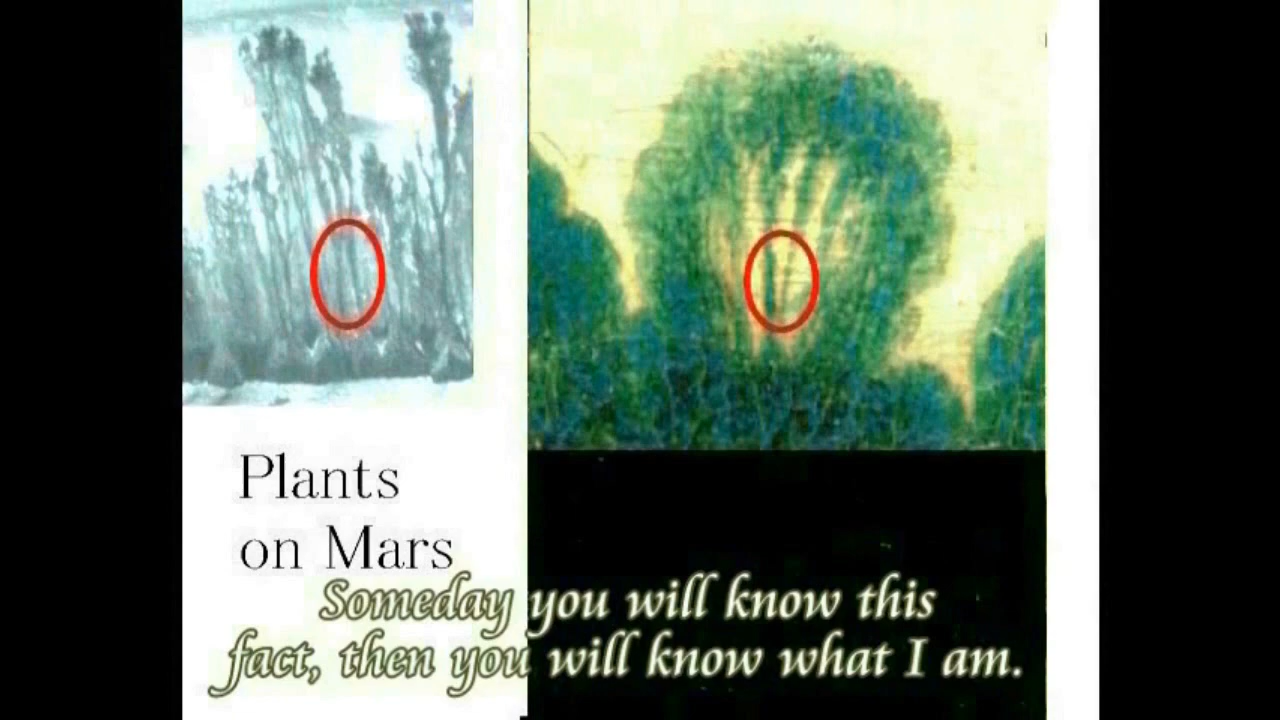 Plants
on Mars
Someday you will know this
fact, then you will know what I am.